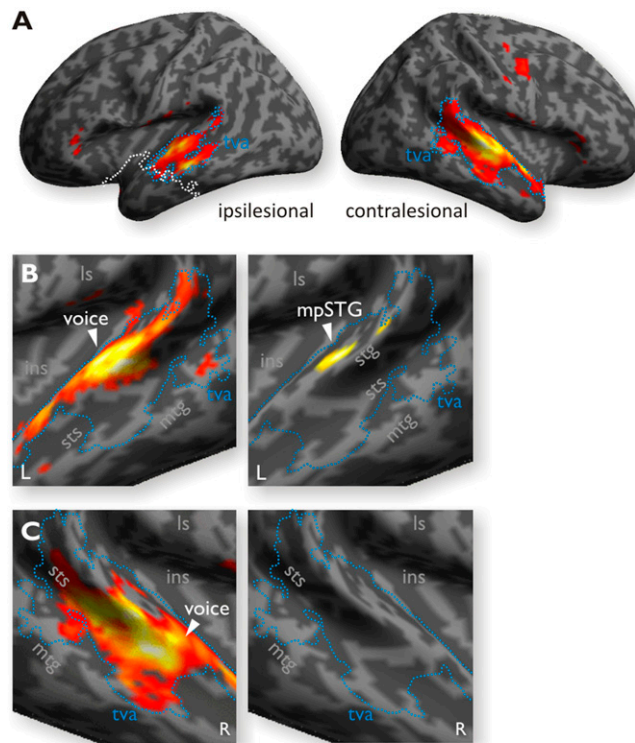 A
tva
tva
ipsilesional
contralesional
B
ls
voice
ins
sts
mtg
tva
L
ls
mpSTG
ins
stg
sts
mtg
tva
L
C
ls
sts
ins
voice
mtg
tva
R
ls
sts
ins
mtg
tva
R